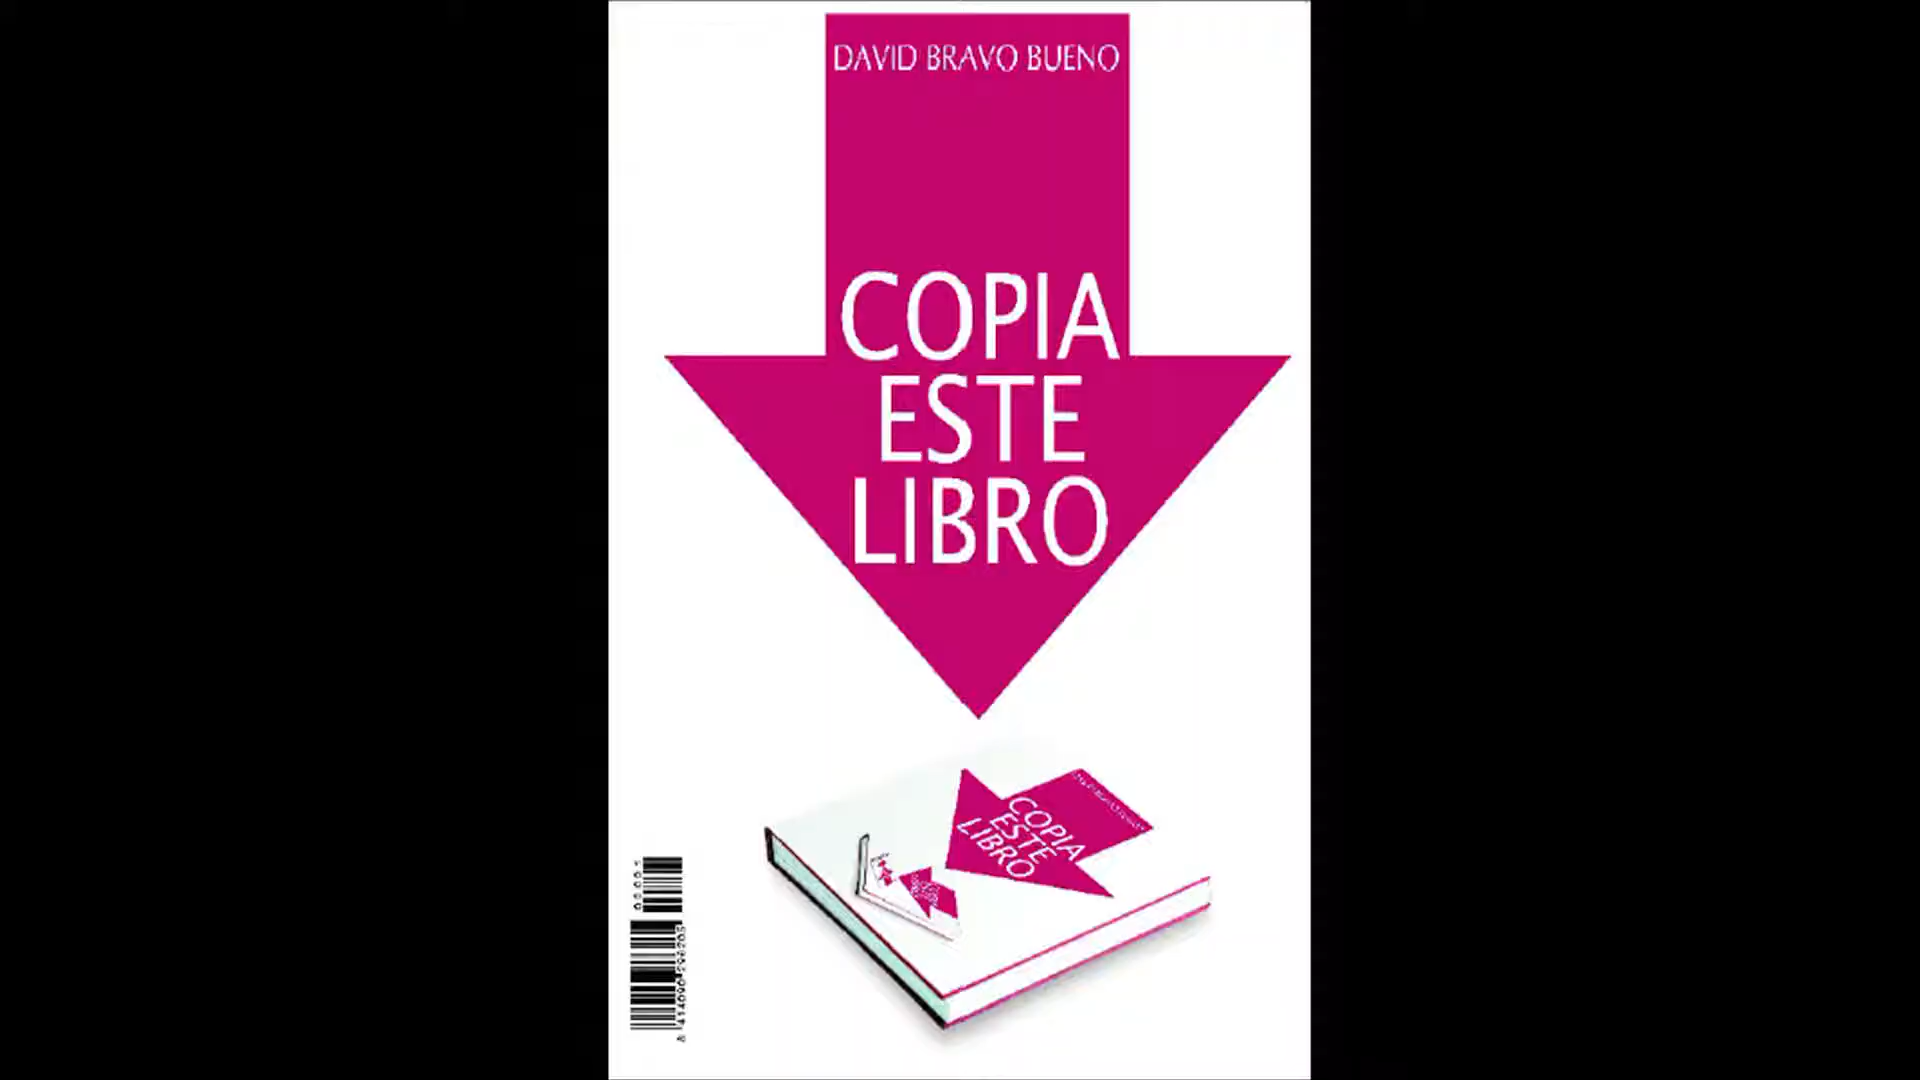 DAVID BRAVO BUENO
COPIA
ESTE
LIBRO
COPIA
ESTE
LIBRO